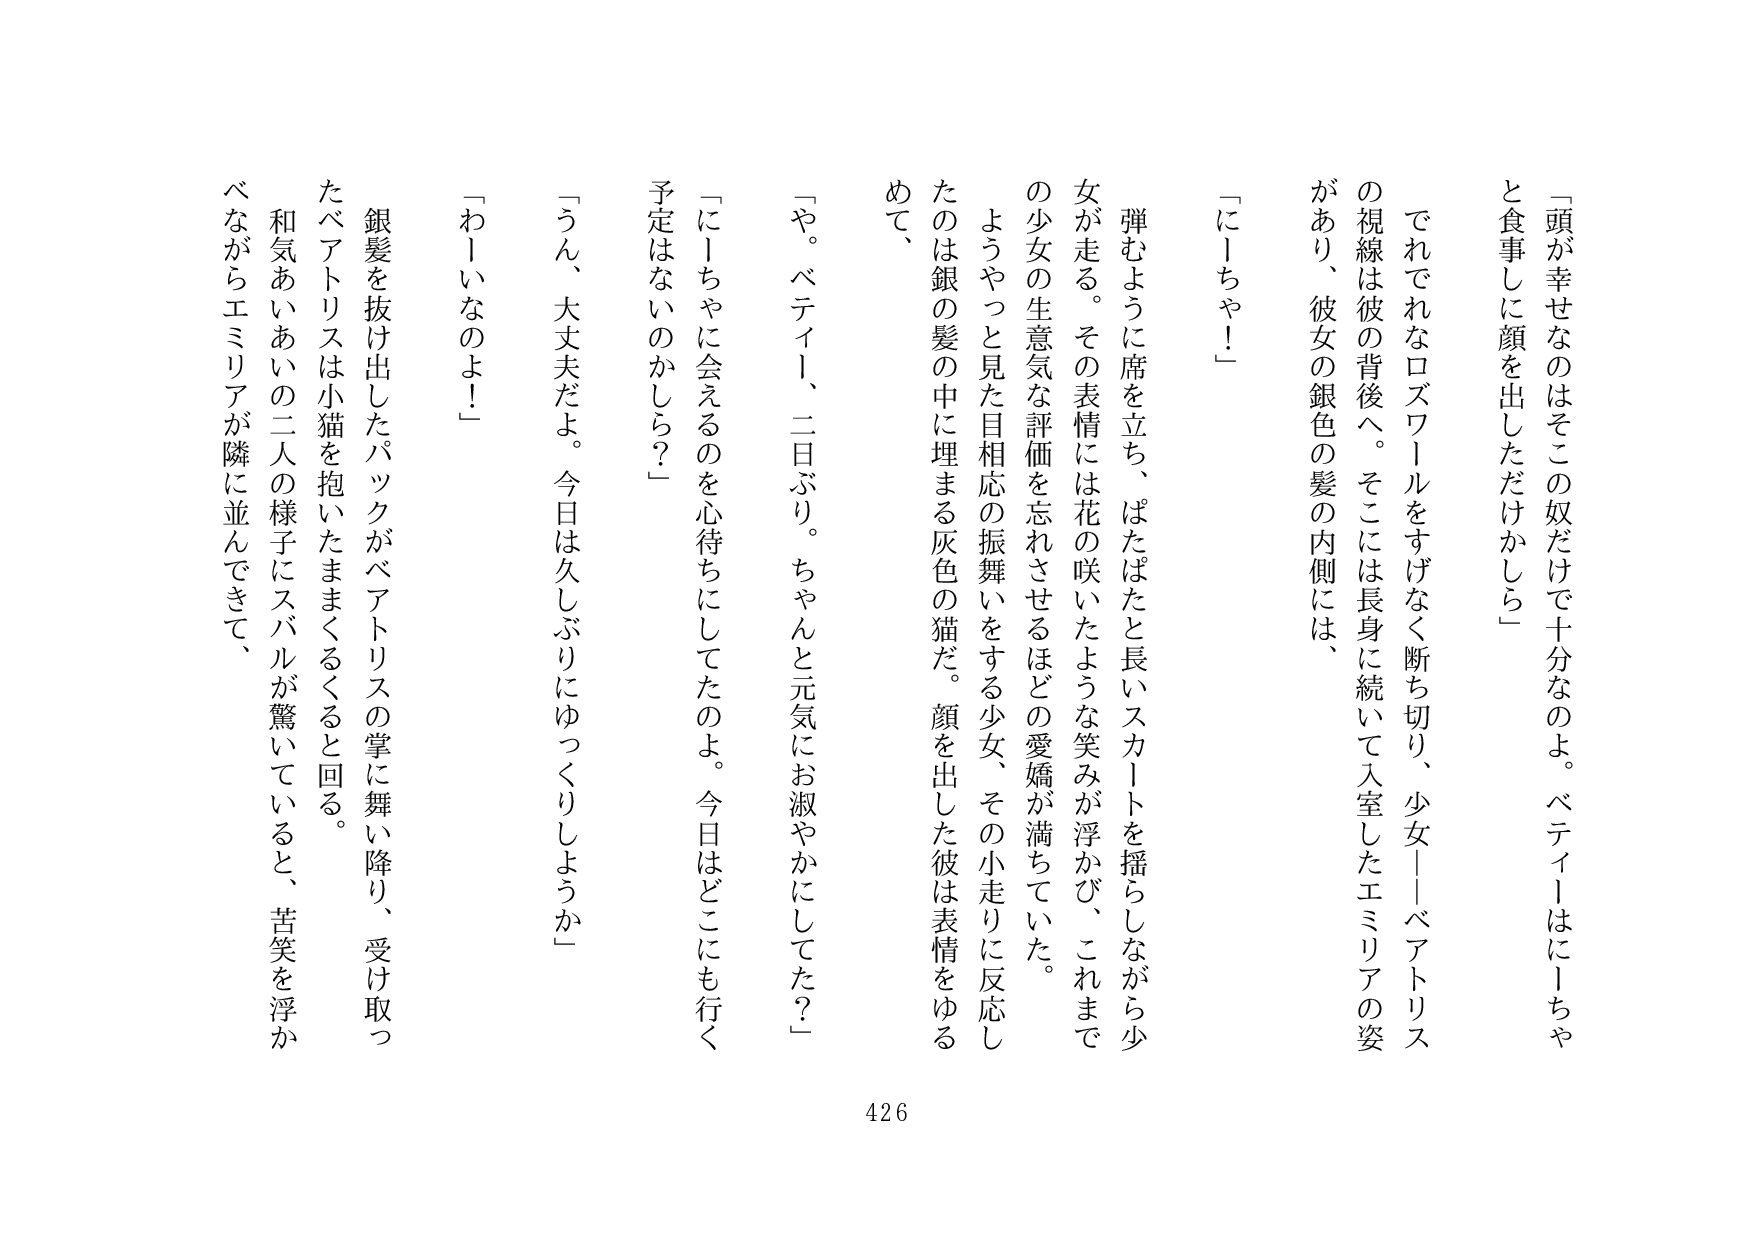 「頭が幸せなのはそこの奴だけで十分なのよ。ベティーはにーちゃ
と食事しに顔を出しただけかしら」
　でれでれなロズワールをすげなく断ち切り、少女――ベアトリス
の視線は彼の背後へ。そこには長身に続いて入室したエミリアの姿
があり、彼女の銀色の髪の内側には、
「にーちゃ！」
　弾むように席を立ち、ぱたぱたと長いスカートを揺らしながら少
女が走る。その表情には花の咲いたような笑みが浮かび、これまで
の少女の生意気な評価を忘れさせるほどの愛嬌が満ちていた。
　ようやっと見た目相応の振舞いをする少女、その小走りに反応し
たのは銀の髪の中に埋まる灰色の猫だ。顔を出した彼は表情をゆる
めて、
「や。ベティー、二日ぶり。ちゃんと元気にお淑やかにしてた？」
「にーちゃに会えるのを心待ちにしてたのよ。今日はどこにも行く
予定はないのかしら？」
「うん、大丈夫だよ。今日は久しぶりにゆっくりしようか」
「わーいなのよ！」
　銀髪を抜け出したパックがベアトリスの掌に舞い降り、受け取っ
たベアトリスは小猫を抱いたままくるくると回る。
　和気あいあいの二人の様子にスバルが驚いていると、苦笑を浮か
べながらエミリアが隣に並んできて、
426